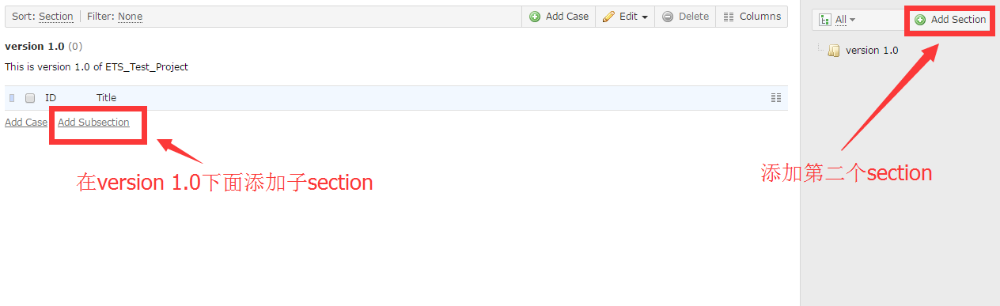 Sort: Section Filter: None Add Case Edit Delete Columns
All Add Section
version 1.0 (0)
version 1.0
This is version 1.0 of ETS_Test_Project
ID Title
Add Case Add Subsection
在version 1.0下面添加子section
添加第二个section